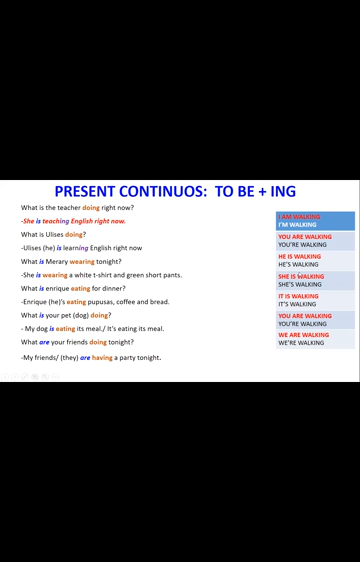 PRESENT CONTINUOS: TO BE + ING
What is the teacher doing right now?
-She is teaching English right now.
What is Ulises doing?
-Ulises (he) is learning English right now
What is Merary wearing tonight?
-She is wearing a white t-shirt and green short pants.
What is enrique eating for dinner?
-Enrique (he)'s eating pupusas, coffee and bread.
What is your pet (dog) doing?
- My dog is eating its meal./ It's eating its meal.
What are your friends doing tonight?
-My friends/ (they) are having a party tonight.
I AM WALKING
I'M WALKING
YOU ARE WALKING
YOU'RE WALKING
HE IS WALKING
HE'S WALKING
SHE IS WALKING
SHE'S WALKING
IT IS WALKING
IT'S WALKING
YOU ARE WALKING
YOU'RE WALKING
WE ARE WALKING
WE'RE WALKING